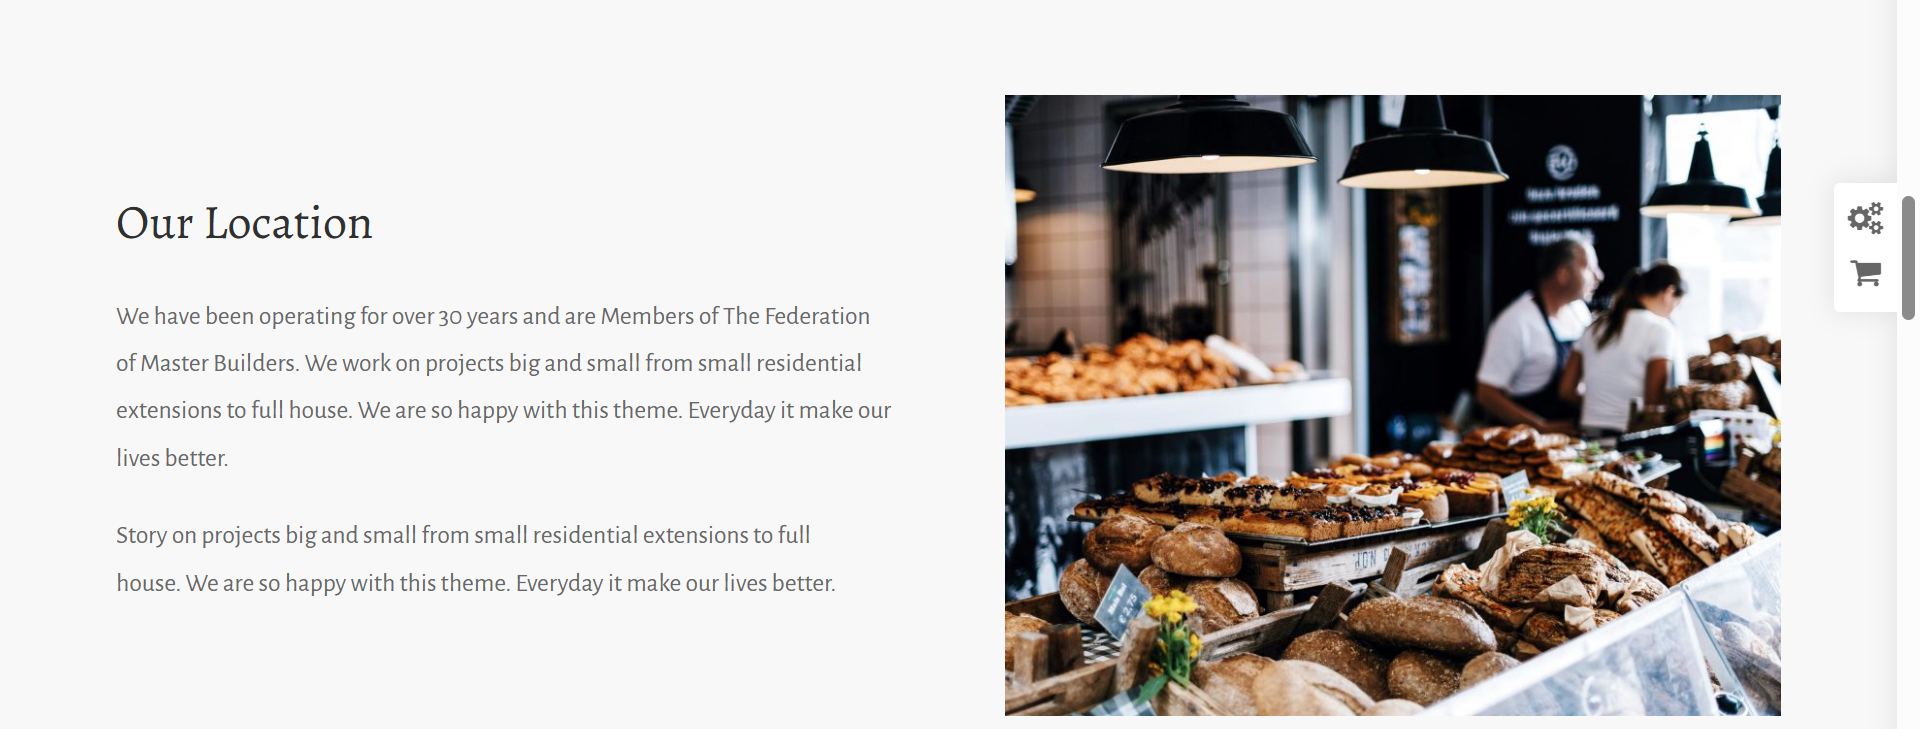 Our Location
We have been operating for over 30 years and are Members of The Federation
of Master Builders. We work on projects big and small from small residential
extensions to full house. We are so happy with this theme. Everyday it make our
lives better.
Story on projects big and small from small residential extensions to full
house. We are so happy with this theme. Everyday it make our lives better.
€ 2,75